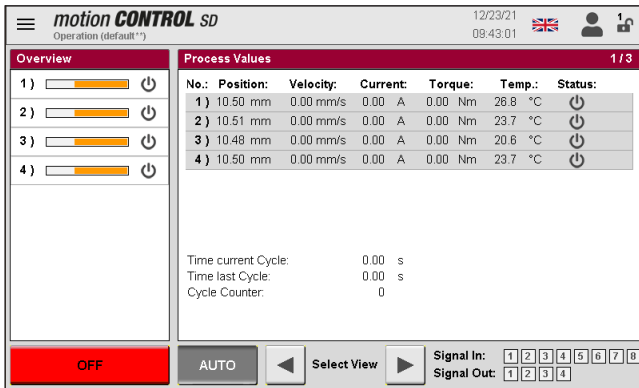 motion CONTROL SD
Operation (default**)
12/23/21
09:43:01
1
Overview
1)
2)
3)
4)
Process Values 1/3
No.: Position: Velocity: Current: Torque: Temp.: Status:
1) 10.50 mm 0.00 mm/s 0.00 A 0.00 Nm 26.8 °C
2) 10.51 mm 0.00 mm/s 0.00 A 0.00 Nm 23.7 °C
3) 10.48 mm 0.00 mm/s 0.00 A 0.00 Nm 20.6 °C
4) 10.50 mm 0.00 mm/s 0.00 A 0.00 Nm 23.7 °C
Time current Cycle: 0.00 s
Time last Cycle: 0.00 s
Cycle Counter: 0
OFF
AUTO
Select View
Signal In: 1 2 3 4 5 6 7 8
Signal Out: 1 2 3 4